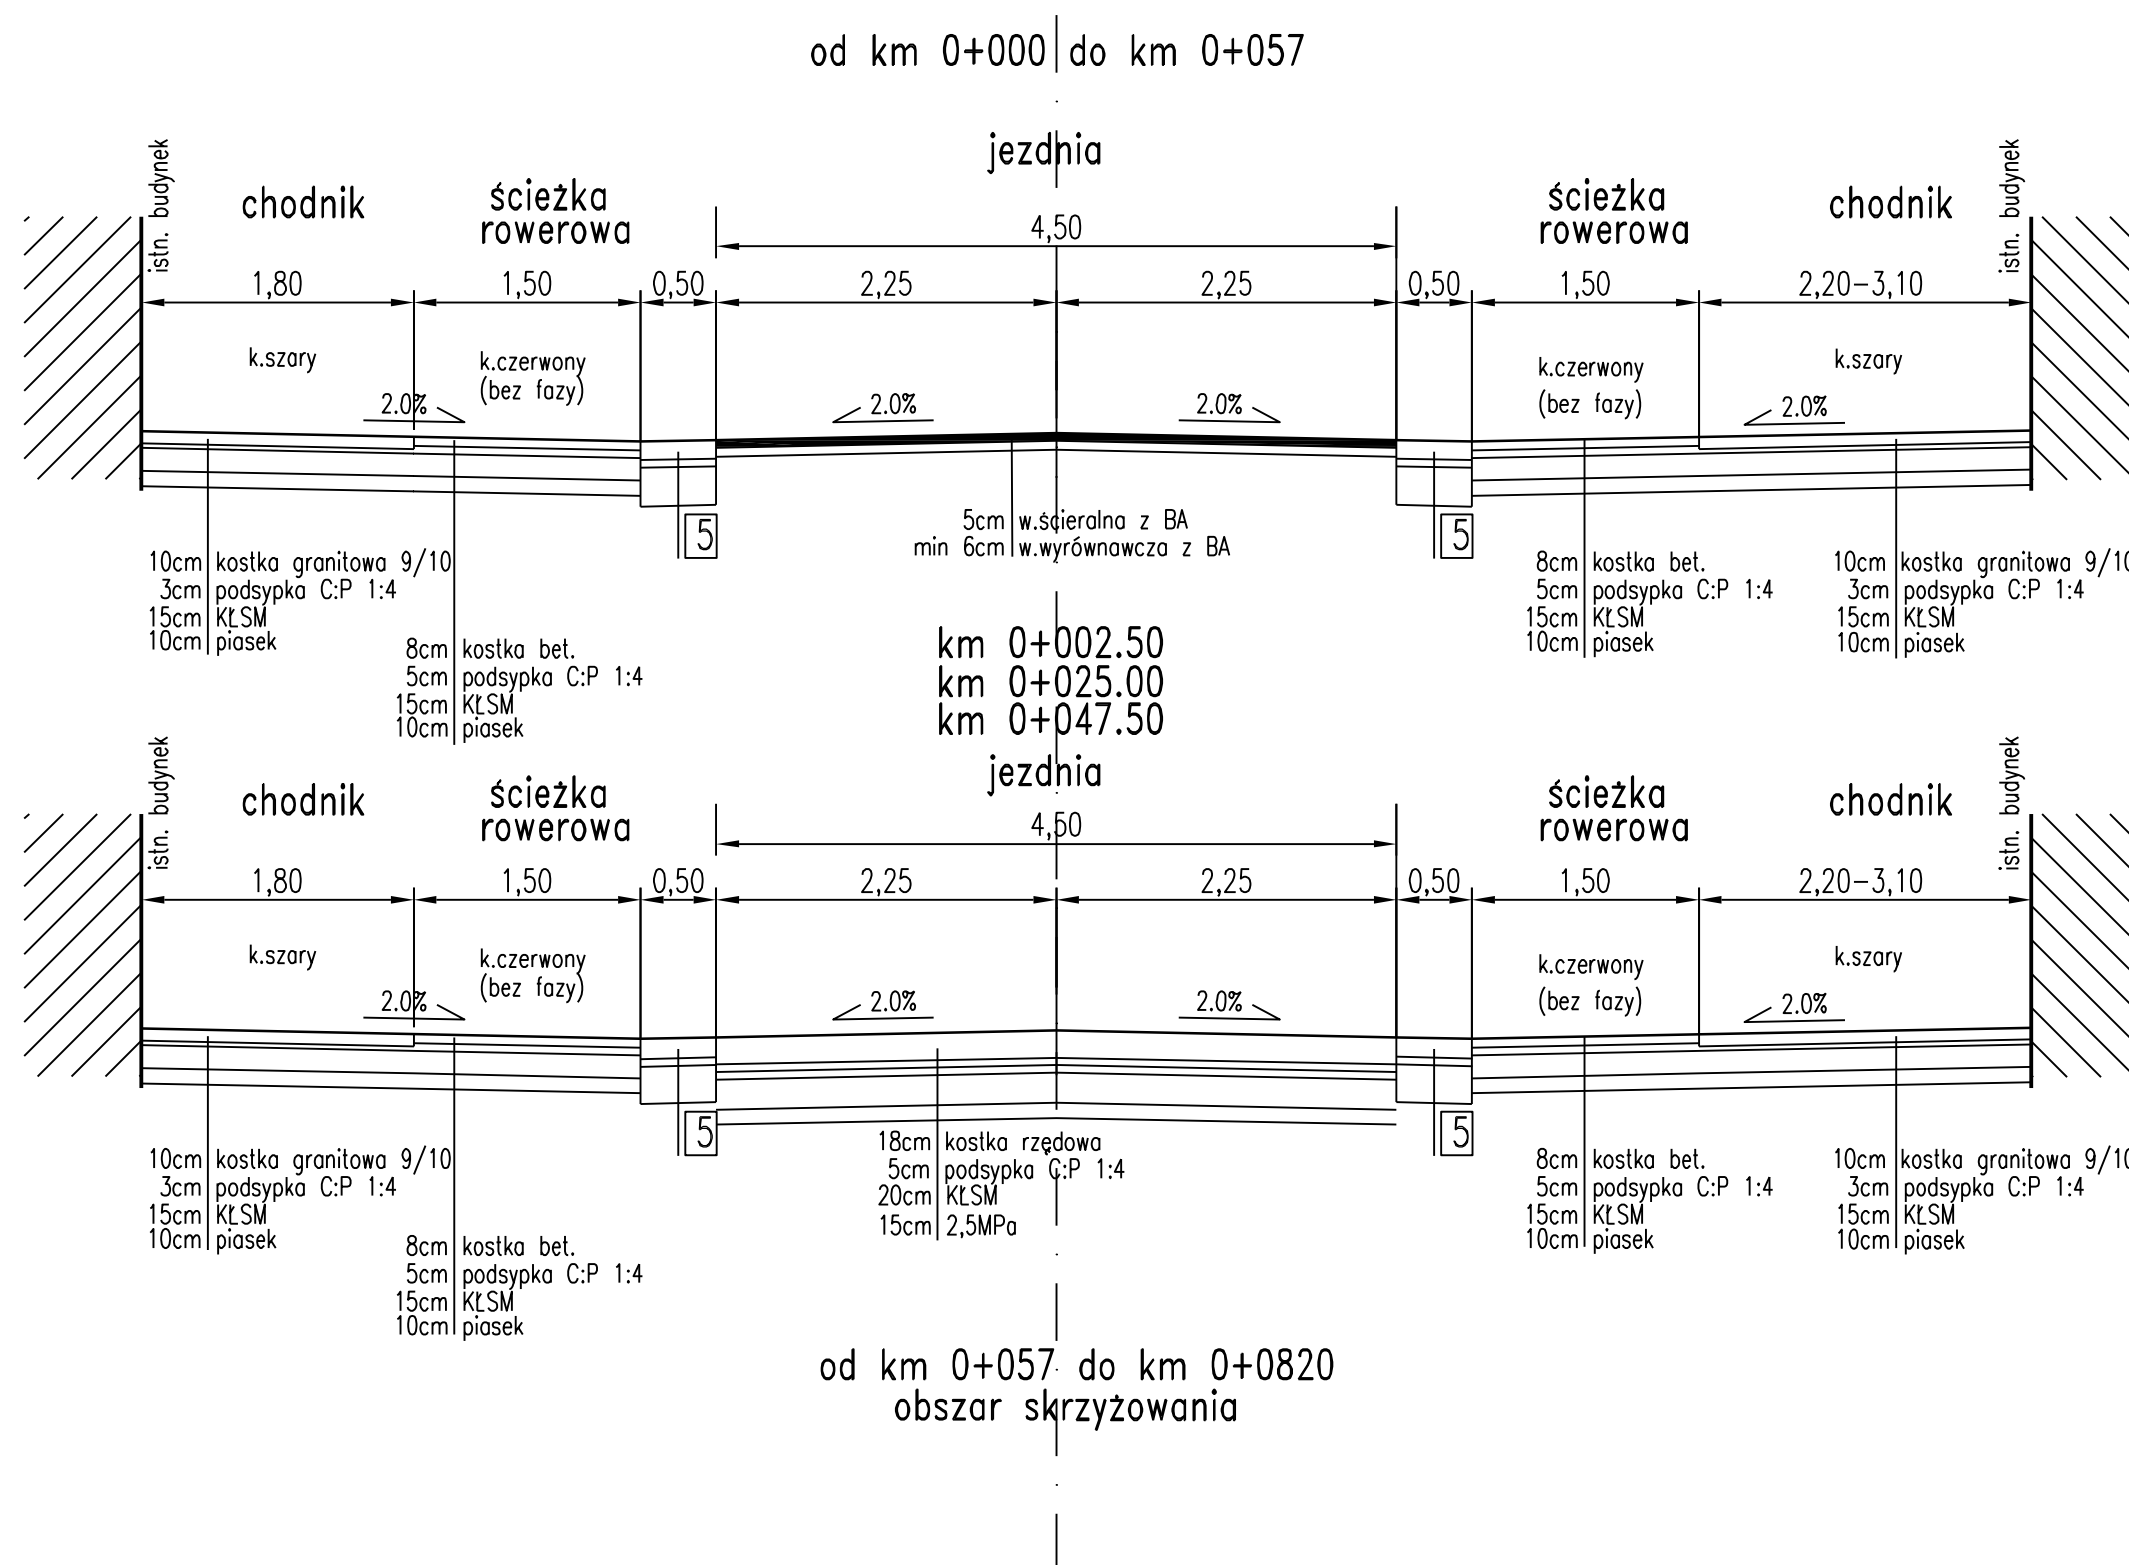 od km 0+000 do km 0+057
jezdnia
istn. budynek
chodnik
ścieżka
rowerowa
4,50
ścieżka
rowerowa
chodnik
istn. budynek
1,80
1,50
0,50
2,25
2,25
0,50
1,50
2,20-3,10
k.szary
k.czerwony
(bez fazy)
k.czerwony
(bez fazy)
k.szary
2.0%
2.0%
2.0%
2.0%
5
5cm w.ścieralna z BA
min 6cm w.wyrównawcza z BA
5
10cm kostka granitowa 9/10
3cm podsypka C:P 1:4
15cm KŁSM
10cm piasek
8cm kostka bet.
5cm podsypka C:P 1:4
15cm KŁSM
10cm piasek
8cm kostka bet.
5cm podsypka C:P 1:4
15cm KŁSM
10cm piasek
10cm kostka granitowa 9/10
3cm podsypka C:P 1:4
15cm KŁSM
10cm piasek
km 0+002.50
km 0+025.00
km 0+047.50
jezdnia
istn. budynek
chodnik
ścieżka
rowerowa
4,50
ścieżka
rowerowa
chodnik
istn. budynek
1,80
1,50
0,50
2,25
2,25
0,50
1,50
2,20-3,10
k.szary
k.czerwony
(bez fazy)
k.czerwony
(bez fazy)
k.szary
2.0%
2.0%
2.0%
2.0%
5
5
10cm kostka granitowa 9/10
3cm podsypka C:P 1:4
15cm KŁSM
10cm piasek
8cm kostka bet.
5cm podsypka C:P 1:4
15cm KŁSM
10cm piasek
18cm kostka rzędowa
5cm podsypka C:P 1:4
20cm KŁSM
15cm 2,5MPa
8cm kostka bet.
5cm podsypka C:P 1:4
15cm KŁSM
10cm piasek
10cm kostka granitowa 9/10
3cm podsypka C:P 1:4
15cm KŁSM
10cm piasek
od km 0+057 do km 0+0820
obszar skrzyżowania